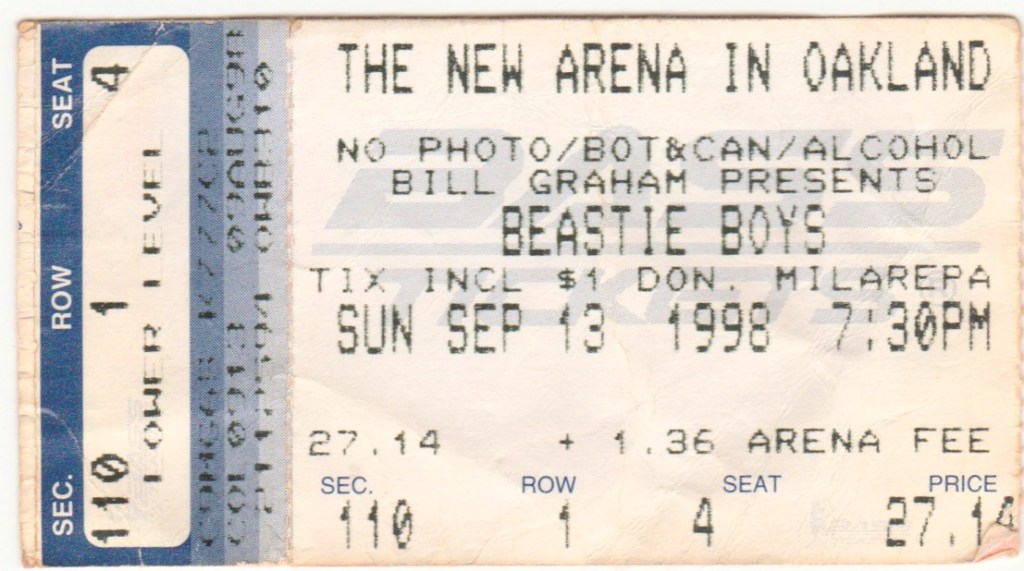 SEC. ROW SEAT
110 1 4
LOWER LEVEL
THE NEW ARENA IN OAKLAND
NO PHOTO/BOT&CAN/ALCOHOL
BILL GRAHAM PRESENTS
BEASTIE BOYS
TIX INCL $1 DON. MILAREPA
SUN SEP 13 1998 7:30PM
27.14 + 1.36 ARENA FEE
SEC. ROW SEAT PRICE
110 1 4 27.14
BASS
TICKETS